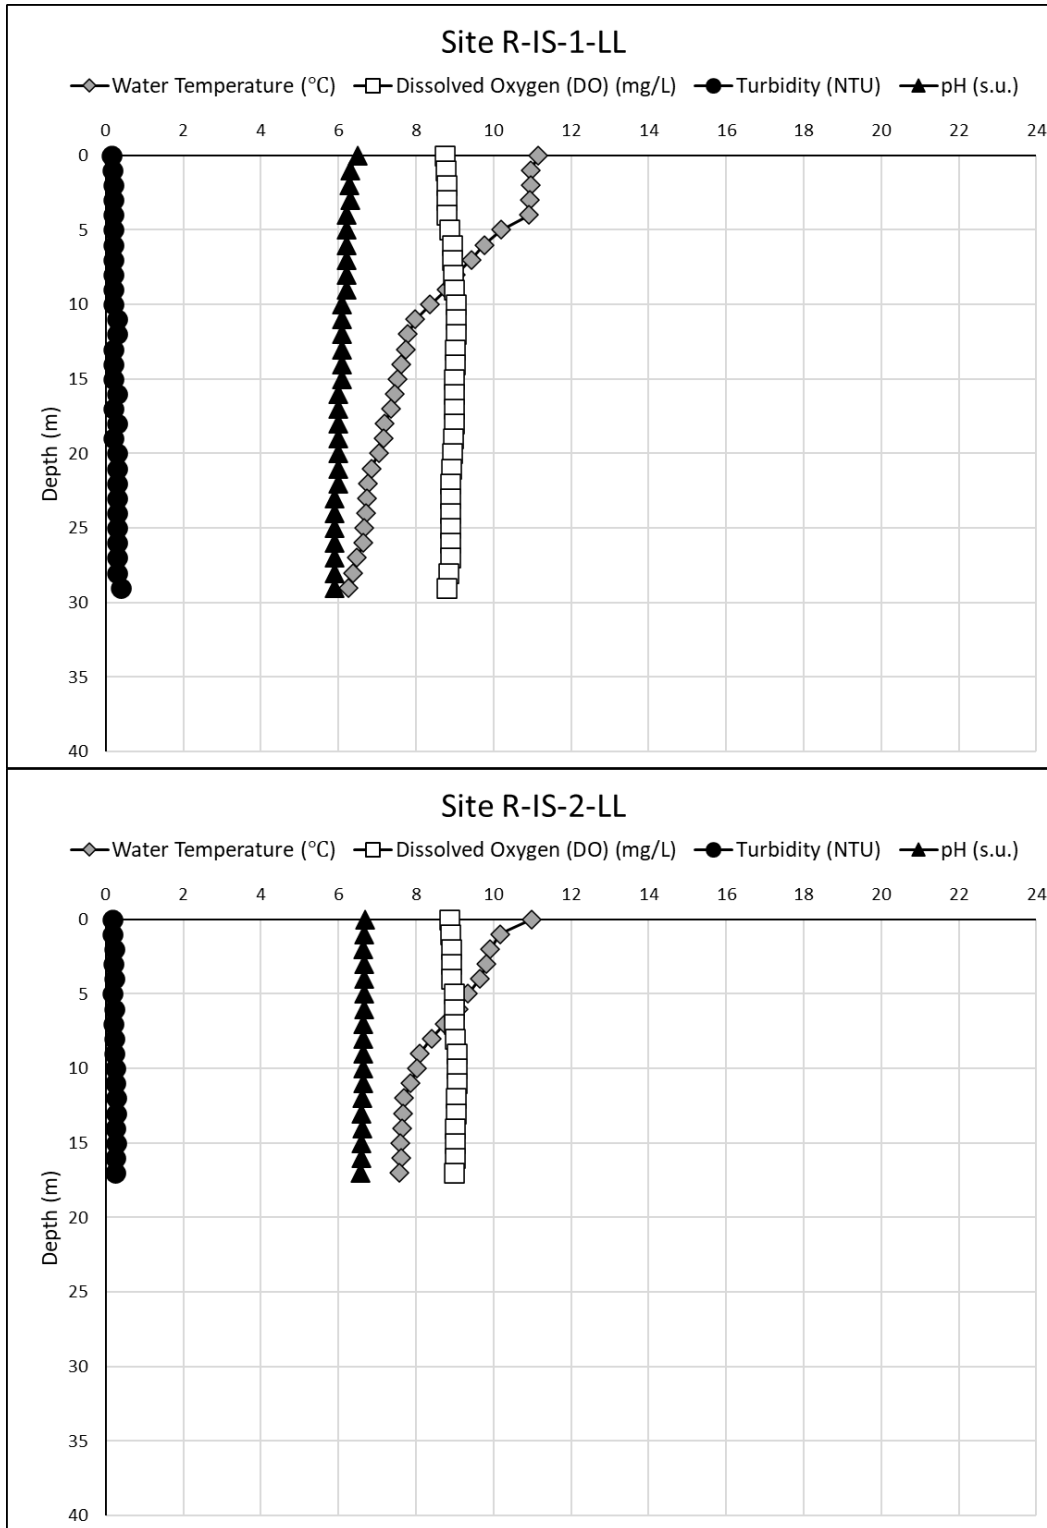 Site R-IS-1-LL
Water Temperature (°C) Dissolved Oxygen (DO) (mg/L) Turbidity (NTU) pH (s.u.)
0 2 4 6 8 10 12 14 16 18 20 22 24
0
5
10
15
20
25
30
35
40
Depth (m)
Site R-IS-2-LL
Water Temperature (°C) Dissolved Oxygen (DO) (mg/L) Turbidity (NTU) pH (s.u.)
0 2 4 6 8 10 12 14 16 18 20 22 24
0
5
10
15
20
25
30
35
40
Depth (m)